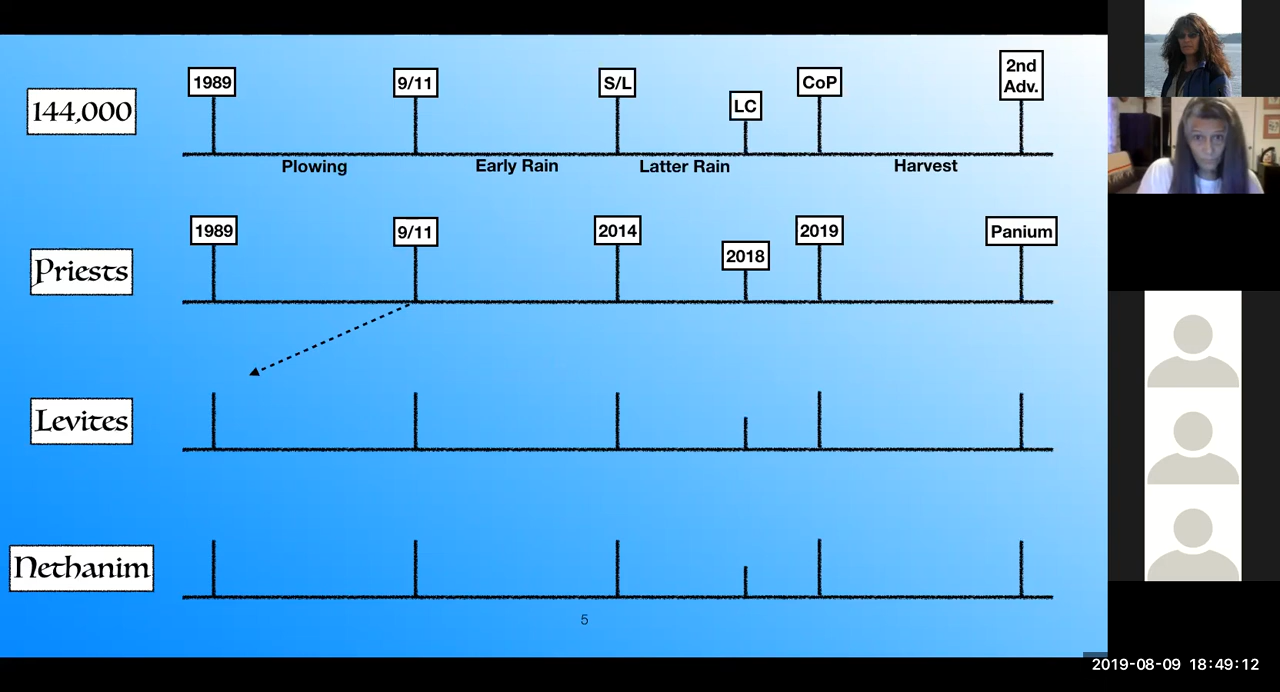 144,000
1989
9/11
S/L
LC
CoP
2nd
Adv.
Plowing
Early Rain
Latter Rain
Harvest
Priests
1989
9/11
2014
2018
2019
Panium
Levites
Nethanim
5
2019-08-09 18:49:12